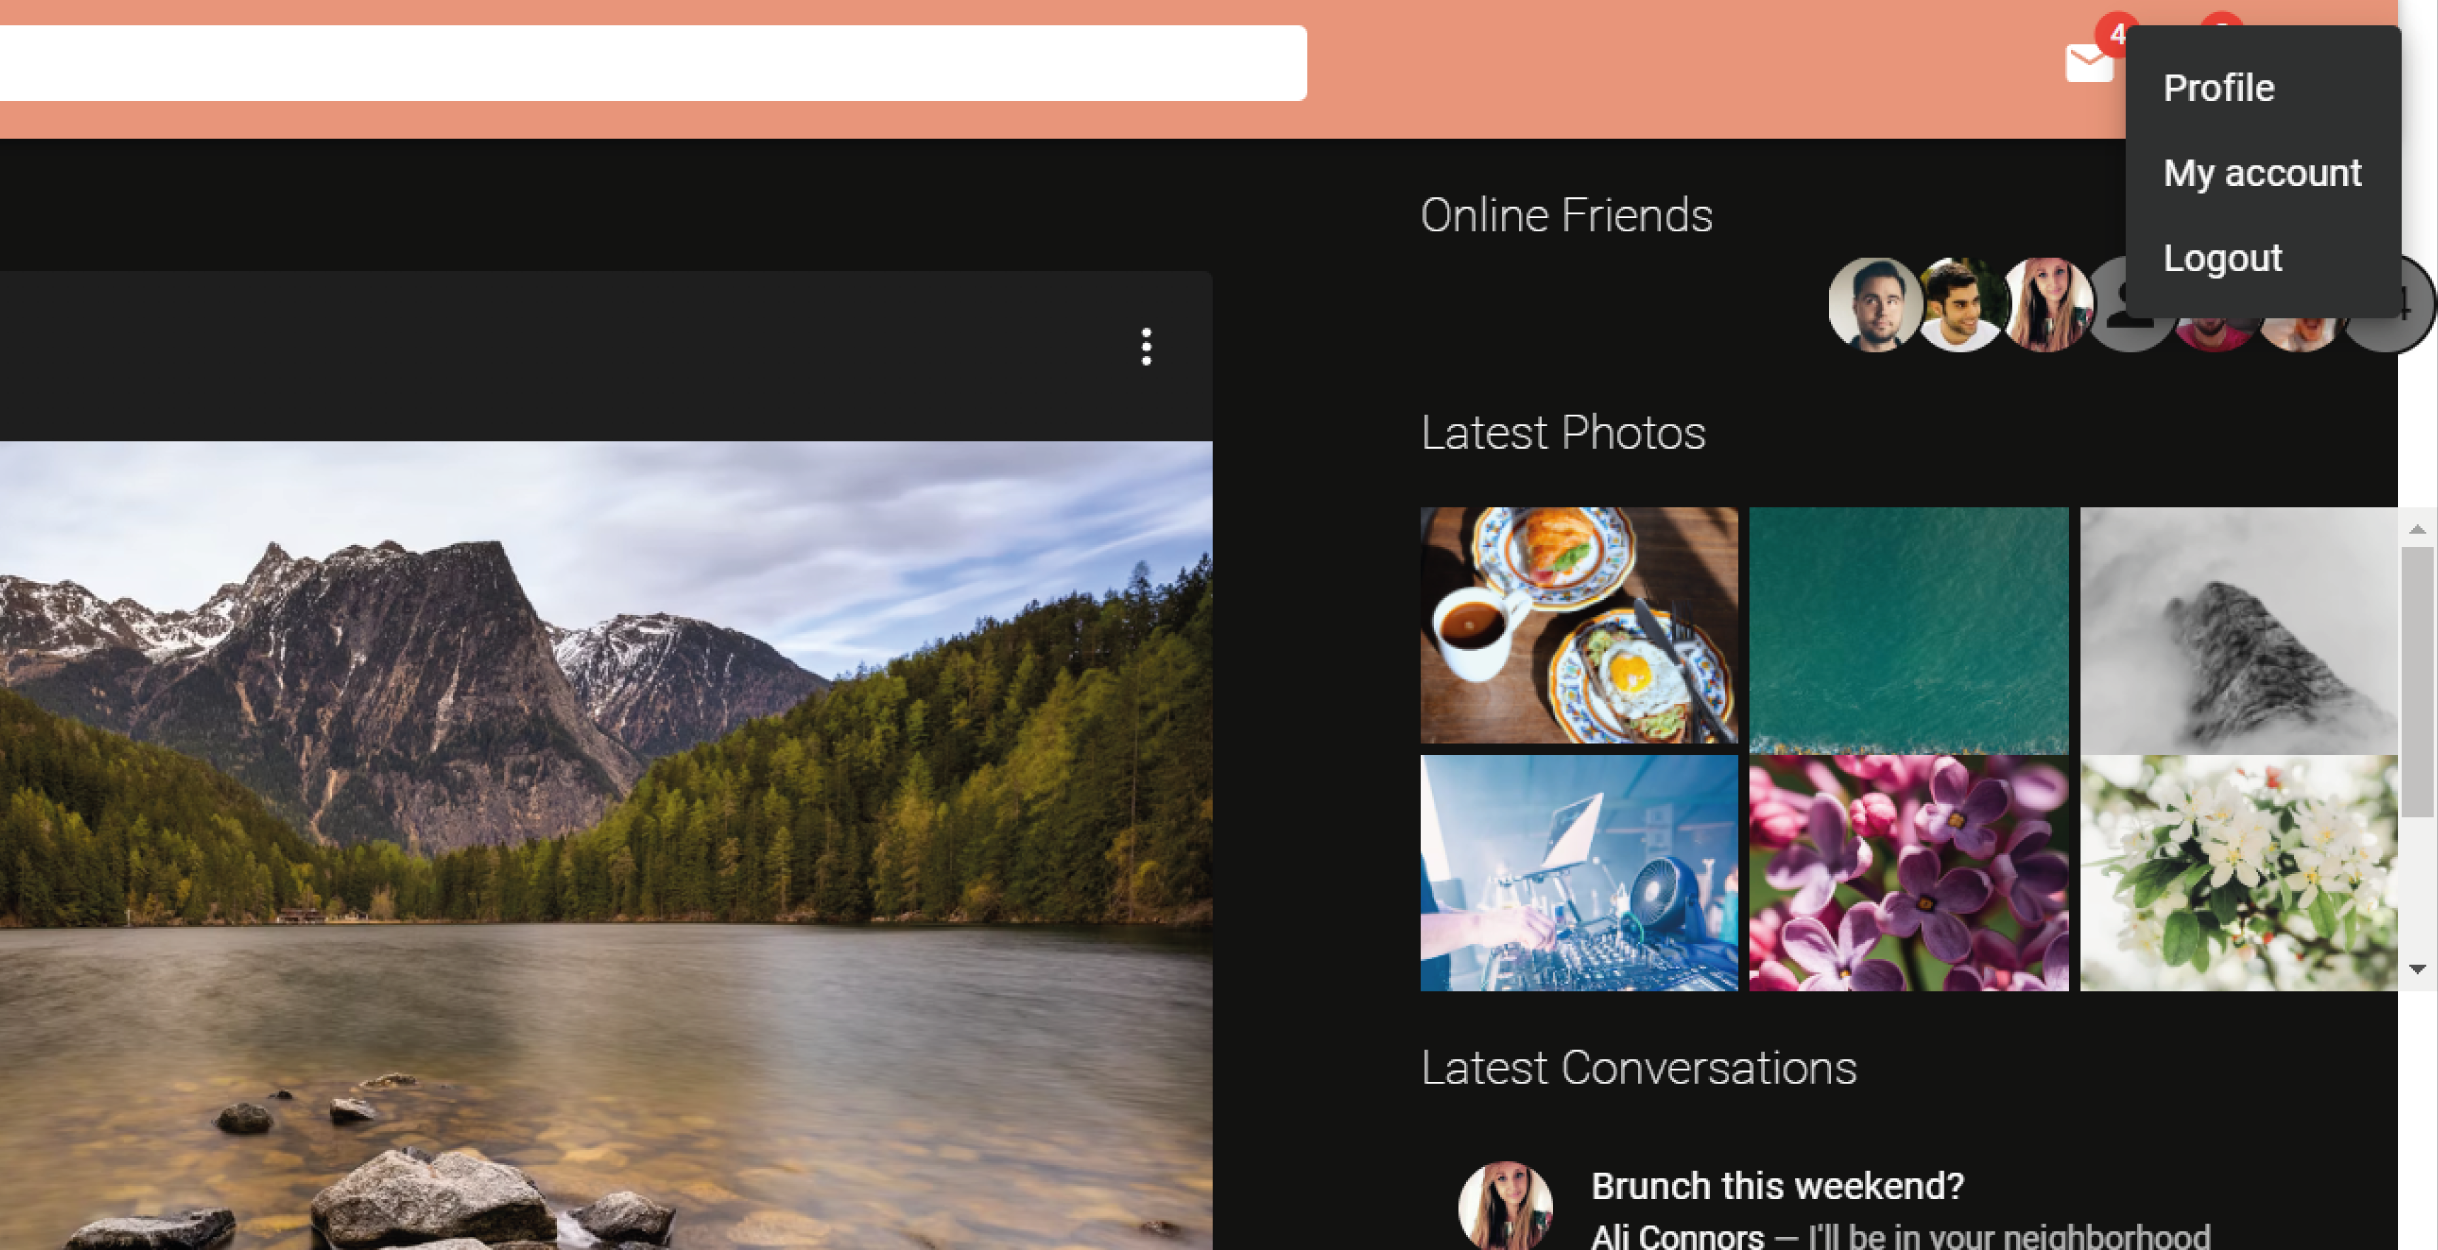 4
Profile
My account
Logout
Online Friends
Latest Photos
Latest Conversations
Brunch this weekend?
Ali Connors — I'll be in your neighborhood